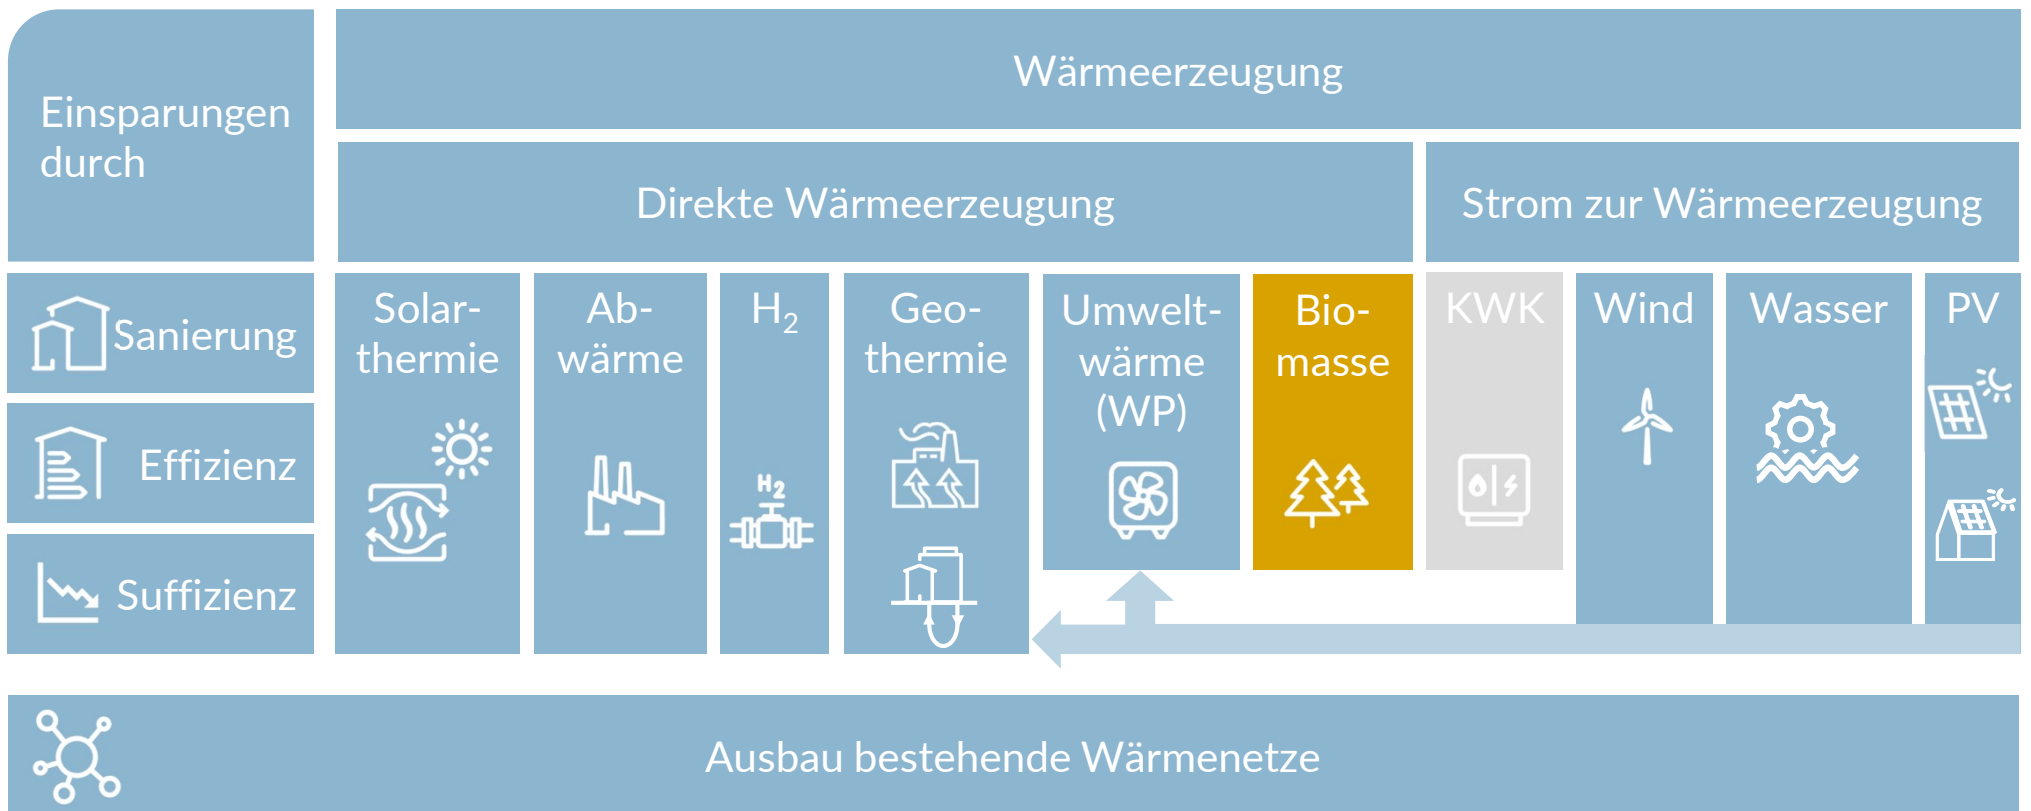 Einsparungen
durch
Wärmeerzeugung
Direkte Wärmeerzeugung
Strom zur Wärmeerzeugung
Sanierung
Effizienz
Suffizienz
Solar-
thermie
Ab-
wärme
H₂
H₂
Geo-
thermie
Umwelt-
wärme
(WP)
Bio-
masse
KWK
Wind
Wasser
PV
Ausbau bestehende Wärmenetze